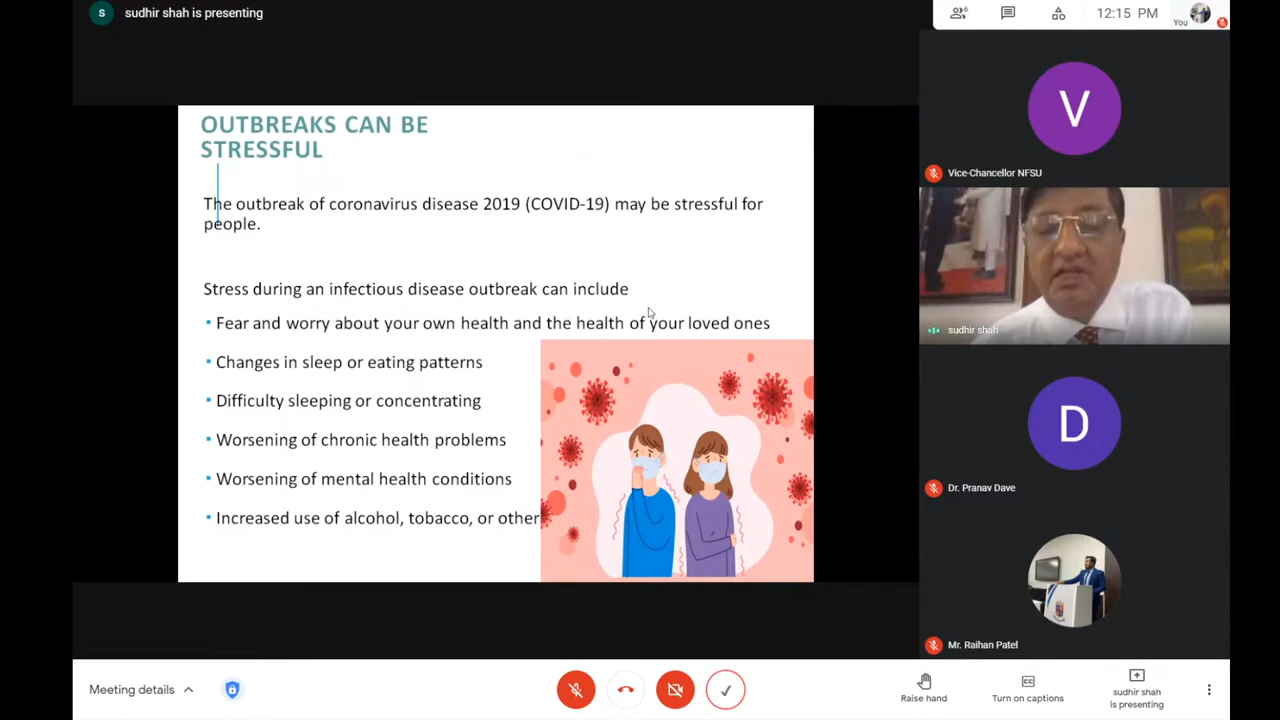 S sudhir shah is presenting
6
12:15 PM
You
OUTBREAKS CAN BE
STRESSFUL
The outbreak of coronavirus disease 2019 (COVID-19) may be stressful for
people.
Stress during an infectious disease outbreak can include
▪ Fear and worry about your own health and the health of your loved ones
▪ Changes in sleep or eating patterns
▪ Difficulty sleeping or concentrating
▪ Worsening of chronic health problems
▪ Worsening of mental health conditions
▪ Increased use of alcohol, tobacco, or other
V
Vice-Chancellor NFSU
sudhir shah
D
Dr. Pranav Dave
Mr. Raihan Patel
Meeting details
Raise hand
Turn on captions
sudhir shah
is presenting